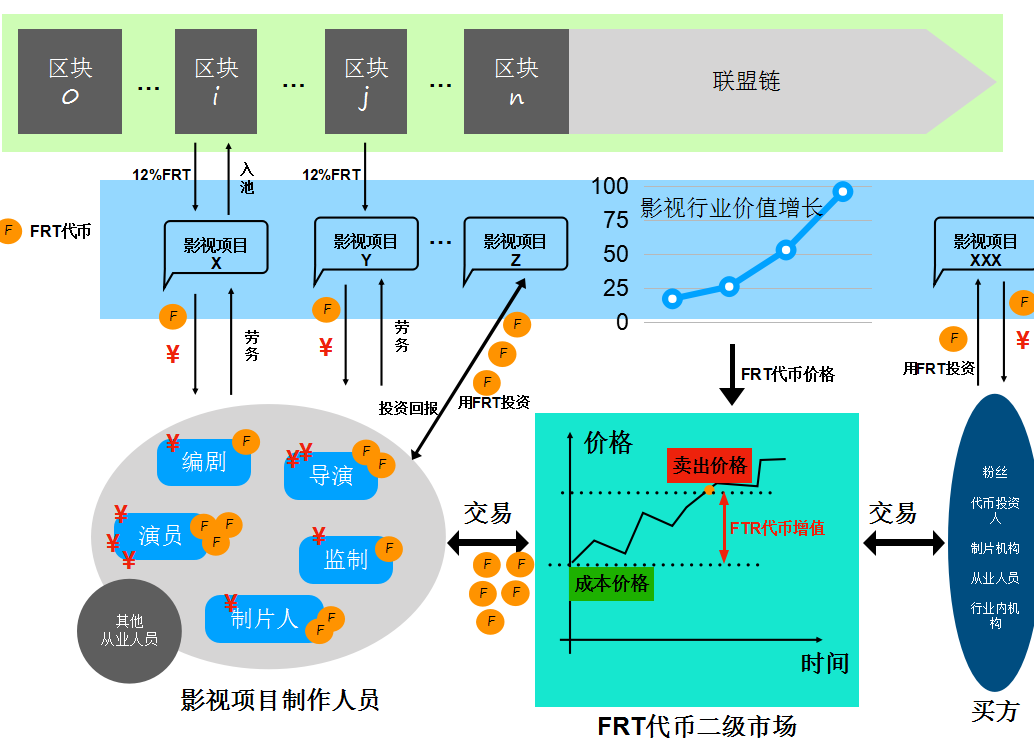 区块
0
...
区块
i
...
区块
j
...
区块
n
联盟链
12%FRT
入
池
12%FRT
F
FRT代币
影视项目
X
影视项目
Y
...
影视项目
Z
100
75
50
25
0
影视行业价值增长
影视项目
XXX
F
¥
劳
务
F
¥
劳
务
F
F
F
投资回报
用FRT投资
FRT代币价格
F
用FRT投资
F
¥
¥
编剧
F
¥
¥
导演
F
F
¥
¥
¥
演员
F
F
F
¥
监制
F
¥
制片人
F
F
其他
从业人员
影视项目制作人员
交易
F
F
F
F
F
价格
卖出价格
FTR代币增值
成本价格
时间
FRT代币二级市场
交易
粉丝
代币投资
人
制片机构
从业人员
行业内机
构
买方